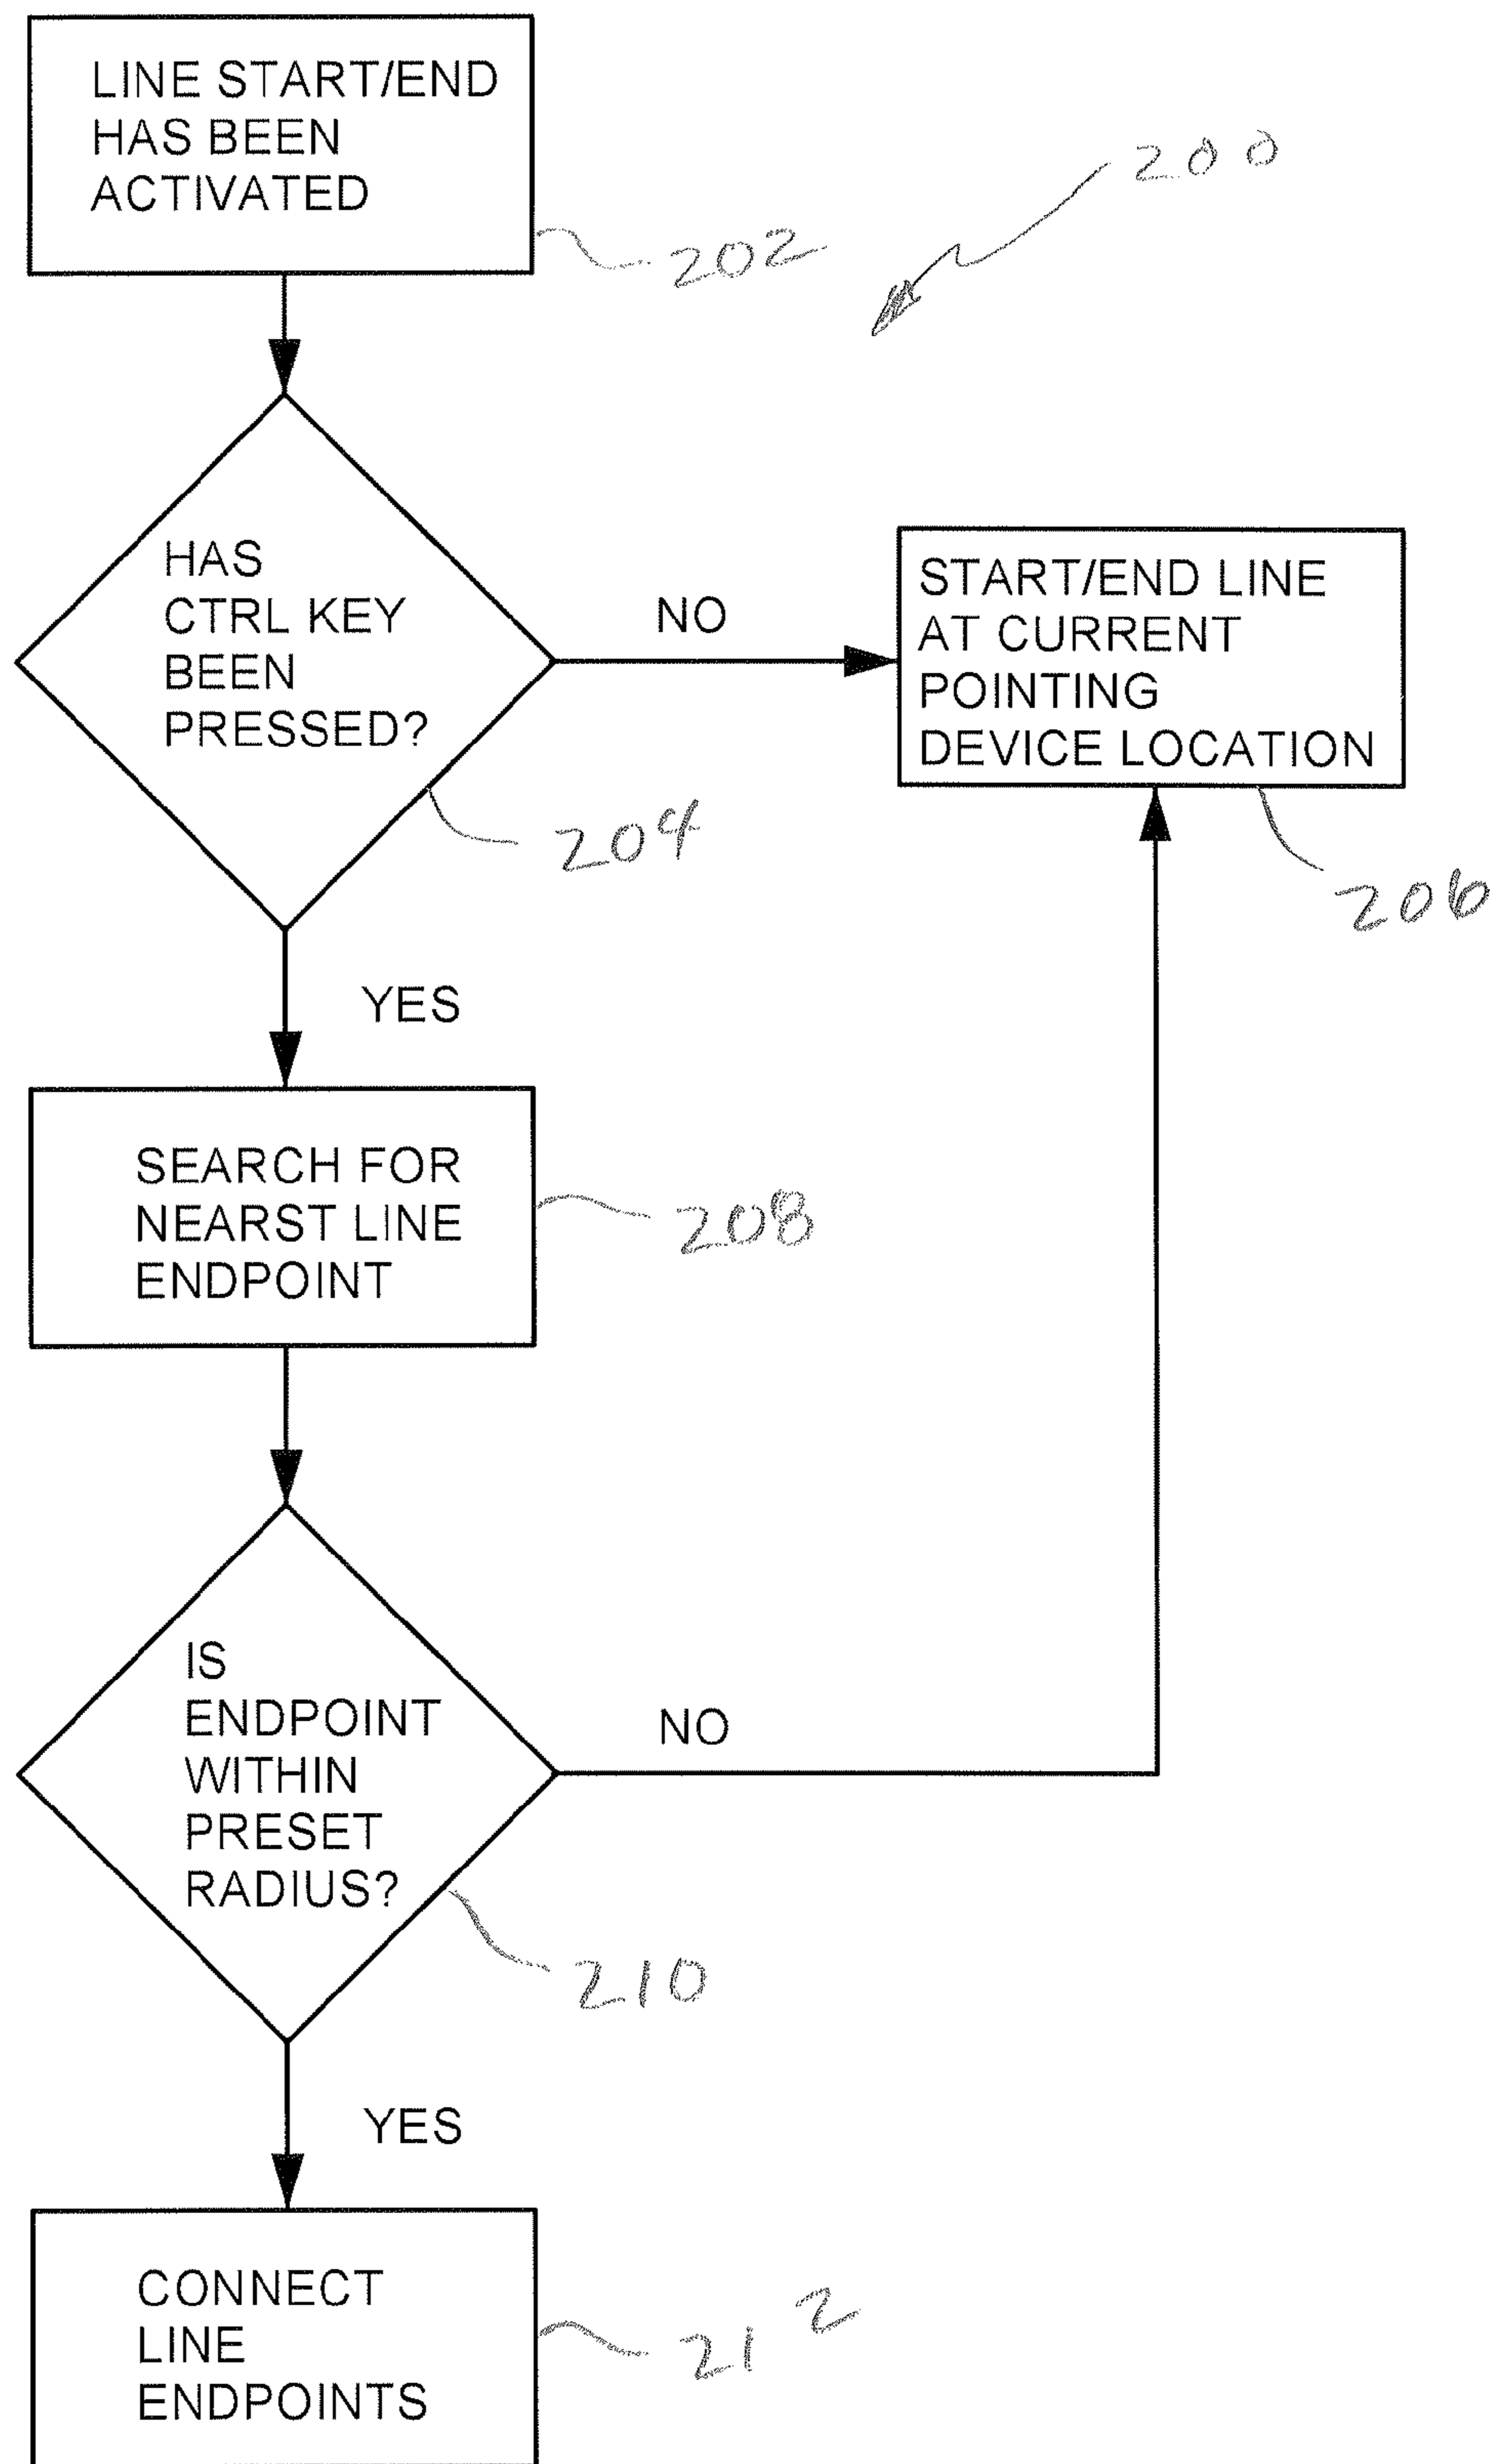 LINE START/END
HAS BEEN
ACTIVATED
200
202
HAS
CTRL KEY
BEEN
PRESSED?
NO
START/END LINE
AT CURRENT
POINTING
DEVICE LOCATION
204
206
YES
SEARCH FOR
NEARST LINE
ENDPOINT
208
IS
ENDPOINT
WITHIN
PRESET
RADIUS?
NO
210
YES
CONNECT
LINE
ENDPOINTS
212